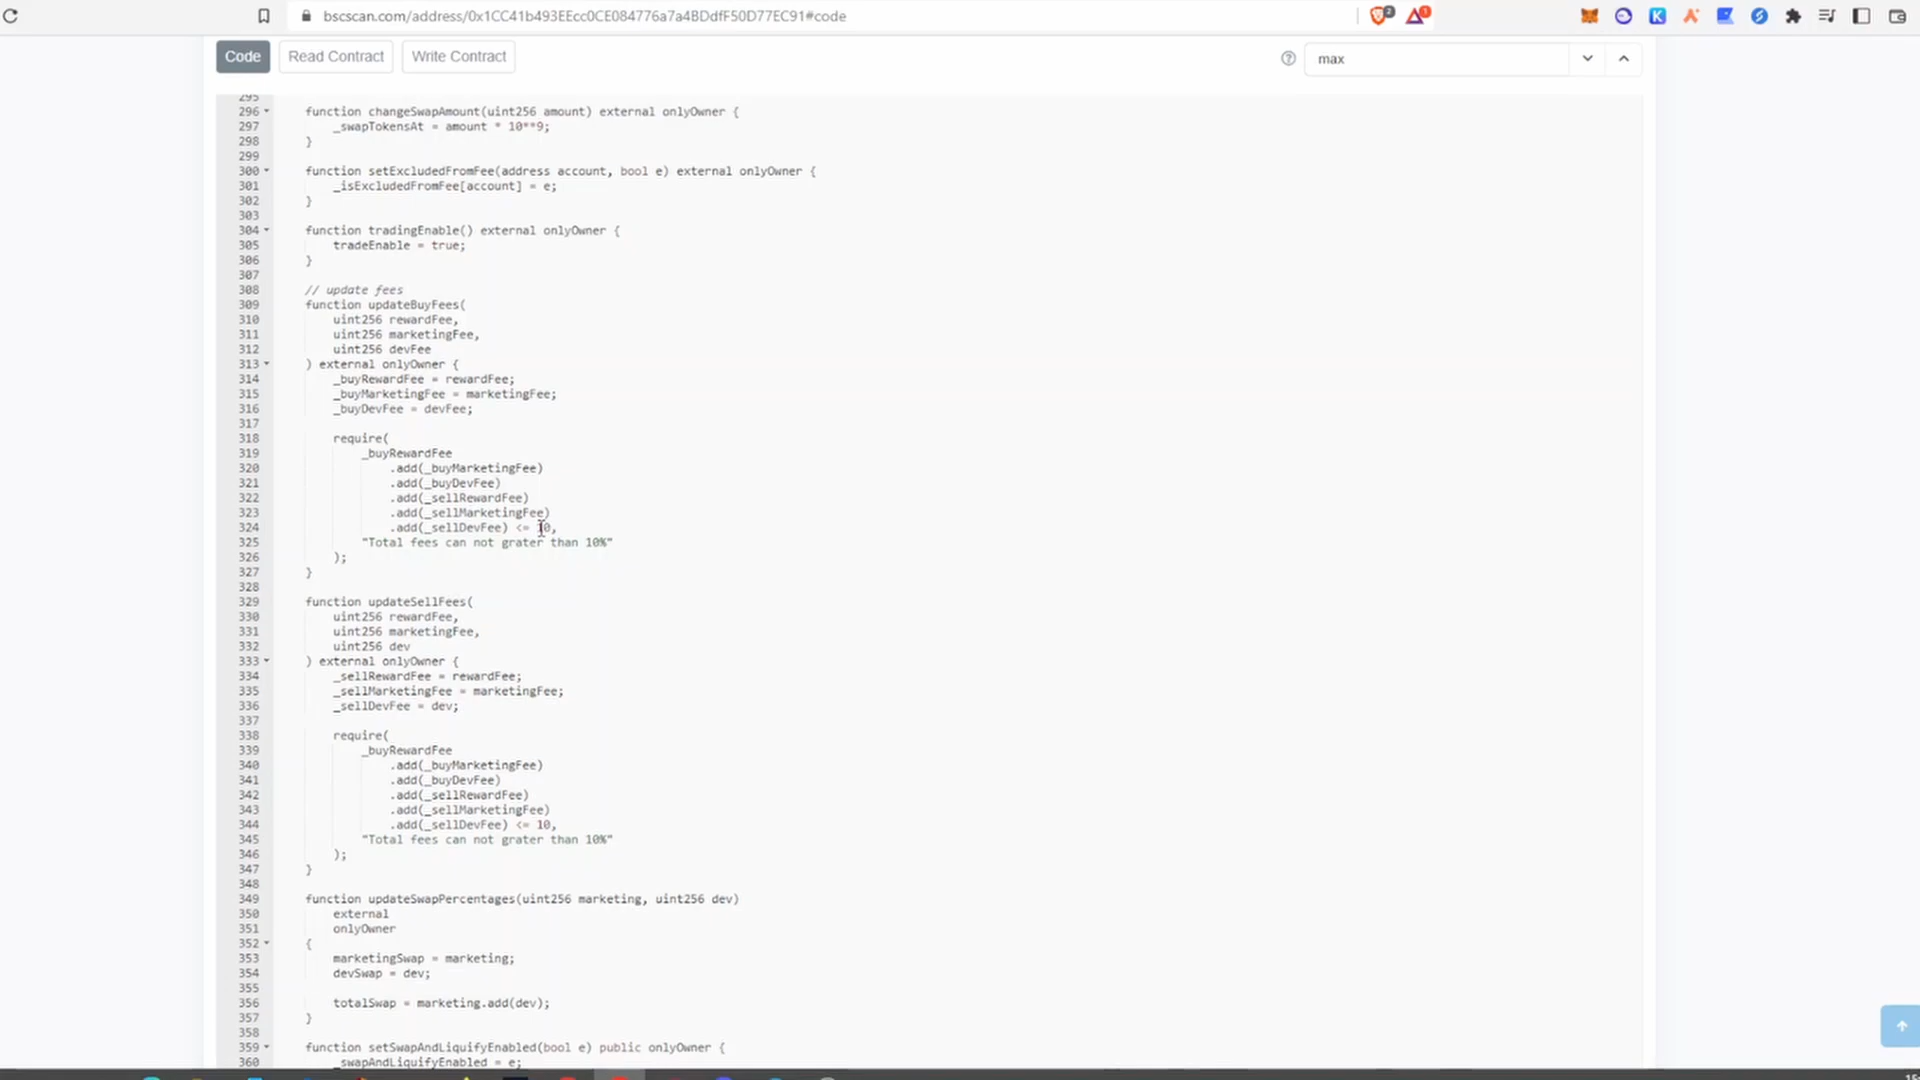 bscscan.com/address/0x1CC41b493EEcc0CE084776a7a4BDdfF50D77EC91#code
Code Read Contract Write Contract max
295
296 function changeSwapAmount(uint256 amount) external onlyOwner {
297 _swapTokensAt = amount * 10**9;
298 }
299
300 function setExcludedFromFee(address account, bool e) external onlyOwner {
301 _isExcludedFromFee[account] = e;
302 }
303
304 function tradingEnable() external onlyOwner {
305 tradeEnable = true;
306 }
307
308 // update fees
309 function updateBuyFees(
310 uint256 rewardFee,
311 uint256 marketingFee,
312 uint256 devFee
313 ) external onlyOwner {
314 _buyRewardFee = rewardFee;
315 _buyMarketingFee = marketingFee;
316 _buyDevFee = devFee;
317
318 require(
319 _buyRewardFee
320 .add(_buyMarketingFee)
321 .add(_buyDevFee)
322 .add(_sellRewardFee)
323 .add(_sellMarketingFee)
324 .add(_sellDevFee) <= 10,
325 "Total fees can not grater than 10%"
326 );
327 }
328
329 function updateSellFees(
330 uint256 rewardFee,
331 uint256 marketingFee,
332 uint256 dev
333 ) external onlyOwner {
334 _sellRewardFee = rewardFee;
335 _sellMarketingFee = marketingFee;
336 _sellDevFee = dev;
337
338 require(
339 _buyRewardFee
340 .add(_buyMarketingFee)
341 .add(_buyDevFee)
342 .add(_sellRewardFee)
343 .add(_sellMarketingFee)
344 .add(_sellDevFee) <= 10,
345 "Total fees can not grater than 10%"
346 );
347 }
348
349 function updateSwapPercentages(uint256 marketing, uint256 dev)
350 external
351 onlyOwner
352 {
353 marketingSwap = marketing;
354 devSwap = dev;
355
356 totalSwap = marketing.add(dev);
357 }
358
359 function setSwapAndLiquifyEnabled(bool e) public onlyOwner {
360 _swapAndLiquifyEnabled = e;